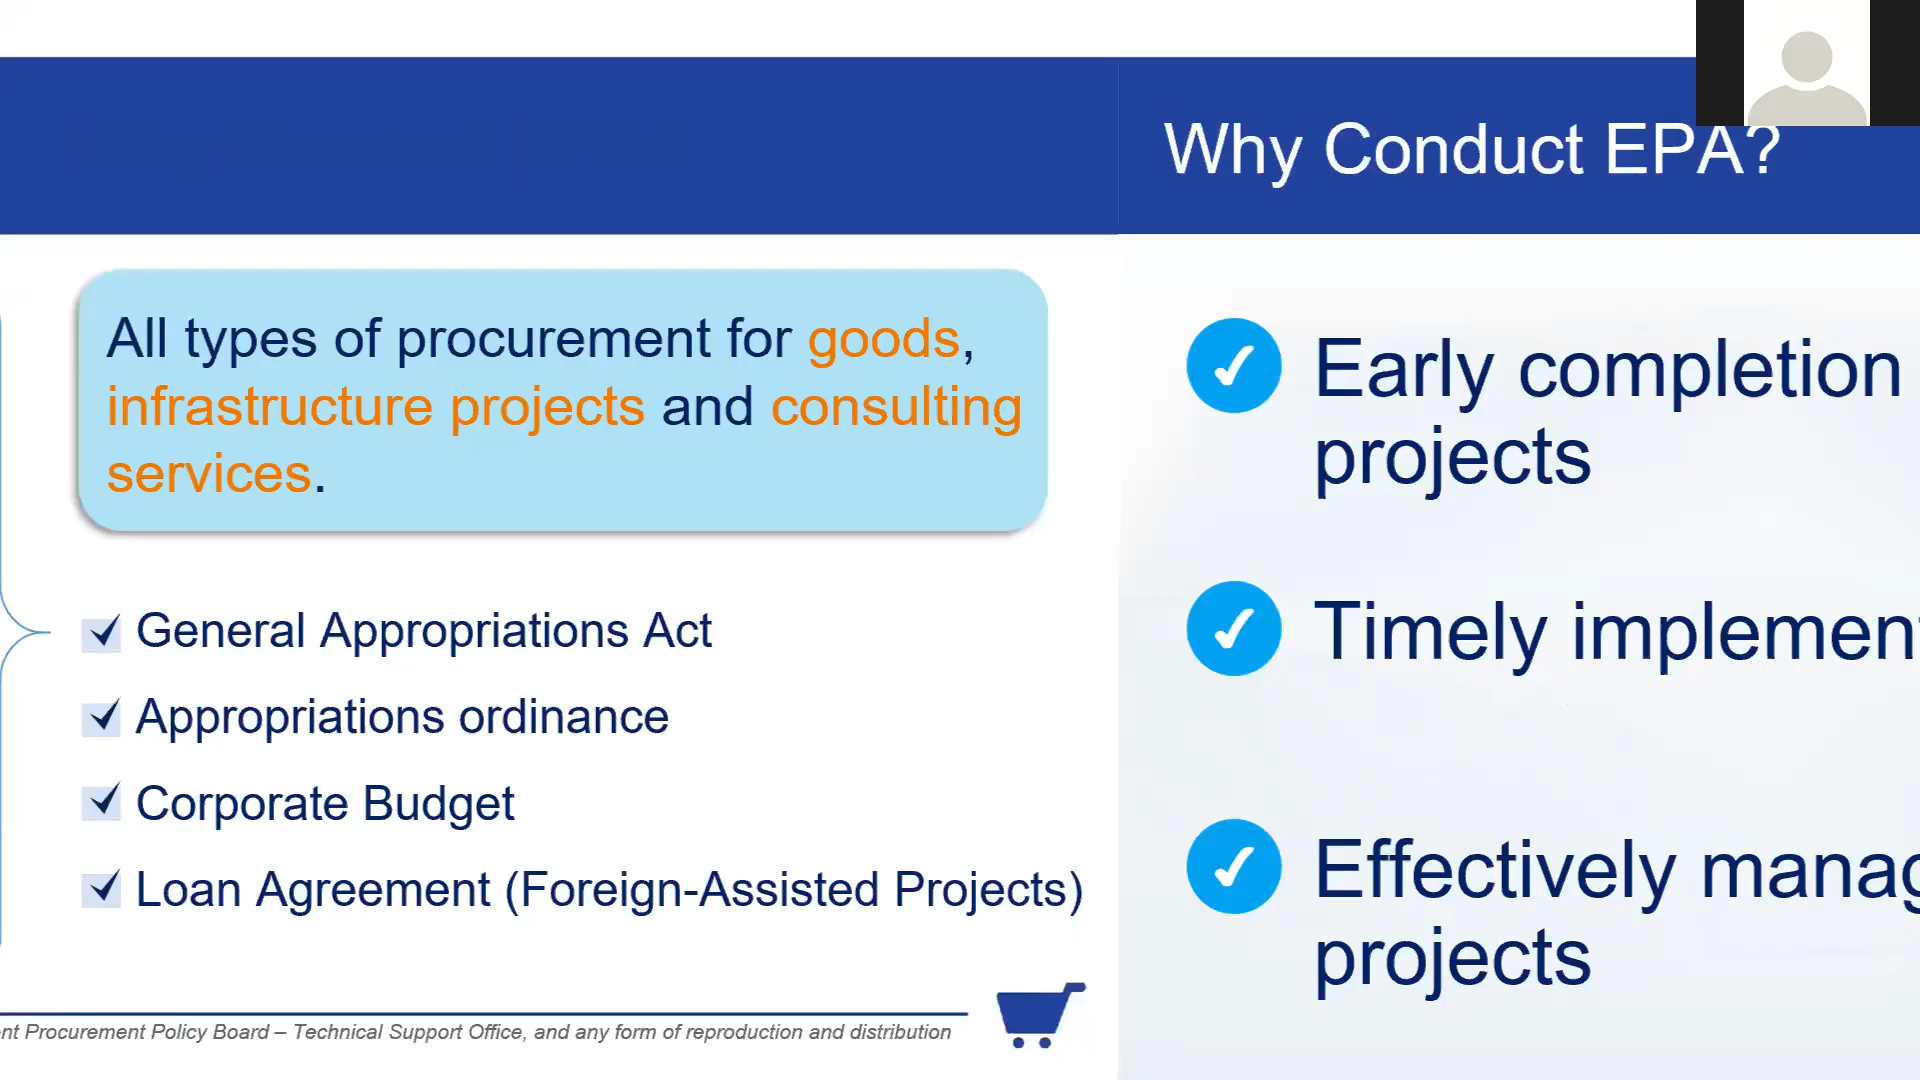 All types of procurement for goods,
infrastructure projects and consulting
services.
General Appropriations Act
Appropriations ordinance
Corporate Budget
Loan Agreement (Foreign-Assisted Projects)
nt Procurement Policy Board – Technical Support Office, and any form of reproduction and distribution
Why Conduct EPA?
Early completion
projects
Timely implement
Effectively manag
projects